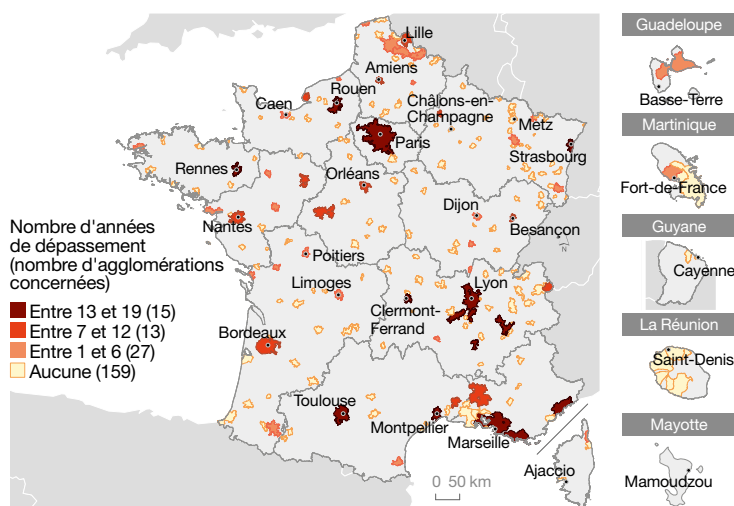 Lille
Amiens
Rouen
Caen
Châlons-en-
Champagne
Metz
Paris
Strasbourg
Rennes
Orléans
Nantes
Dijon
Besançon
Poitiers
Limoges
Lyon
Clermont-
Ferrand
Bordeaux
Toulouse
Montpellier
Marseille
Ajaccio
0 50 km
Nombre d'années
de dépassement
(nombre d'agglomérations
concernées)
Entre 13 et 19 (15)
Entre 7 et 12 (13)
Entre 1 et 6 (27)
Aucune (159)
Guadeloupe
Basse-Terre
Martinique
Fort-de-France
Guyane
Cayenne
La Réunion
Saint-Denis
Mayotte
Mamoudzou